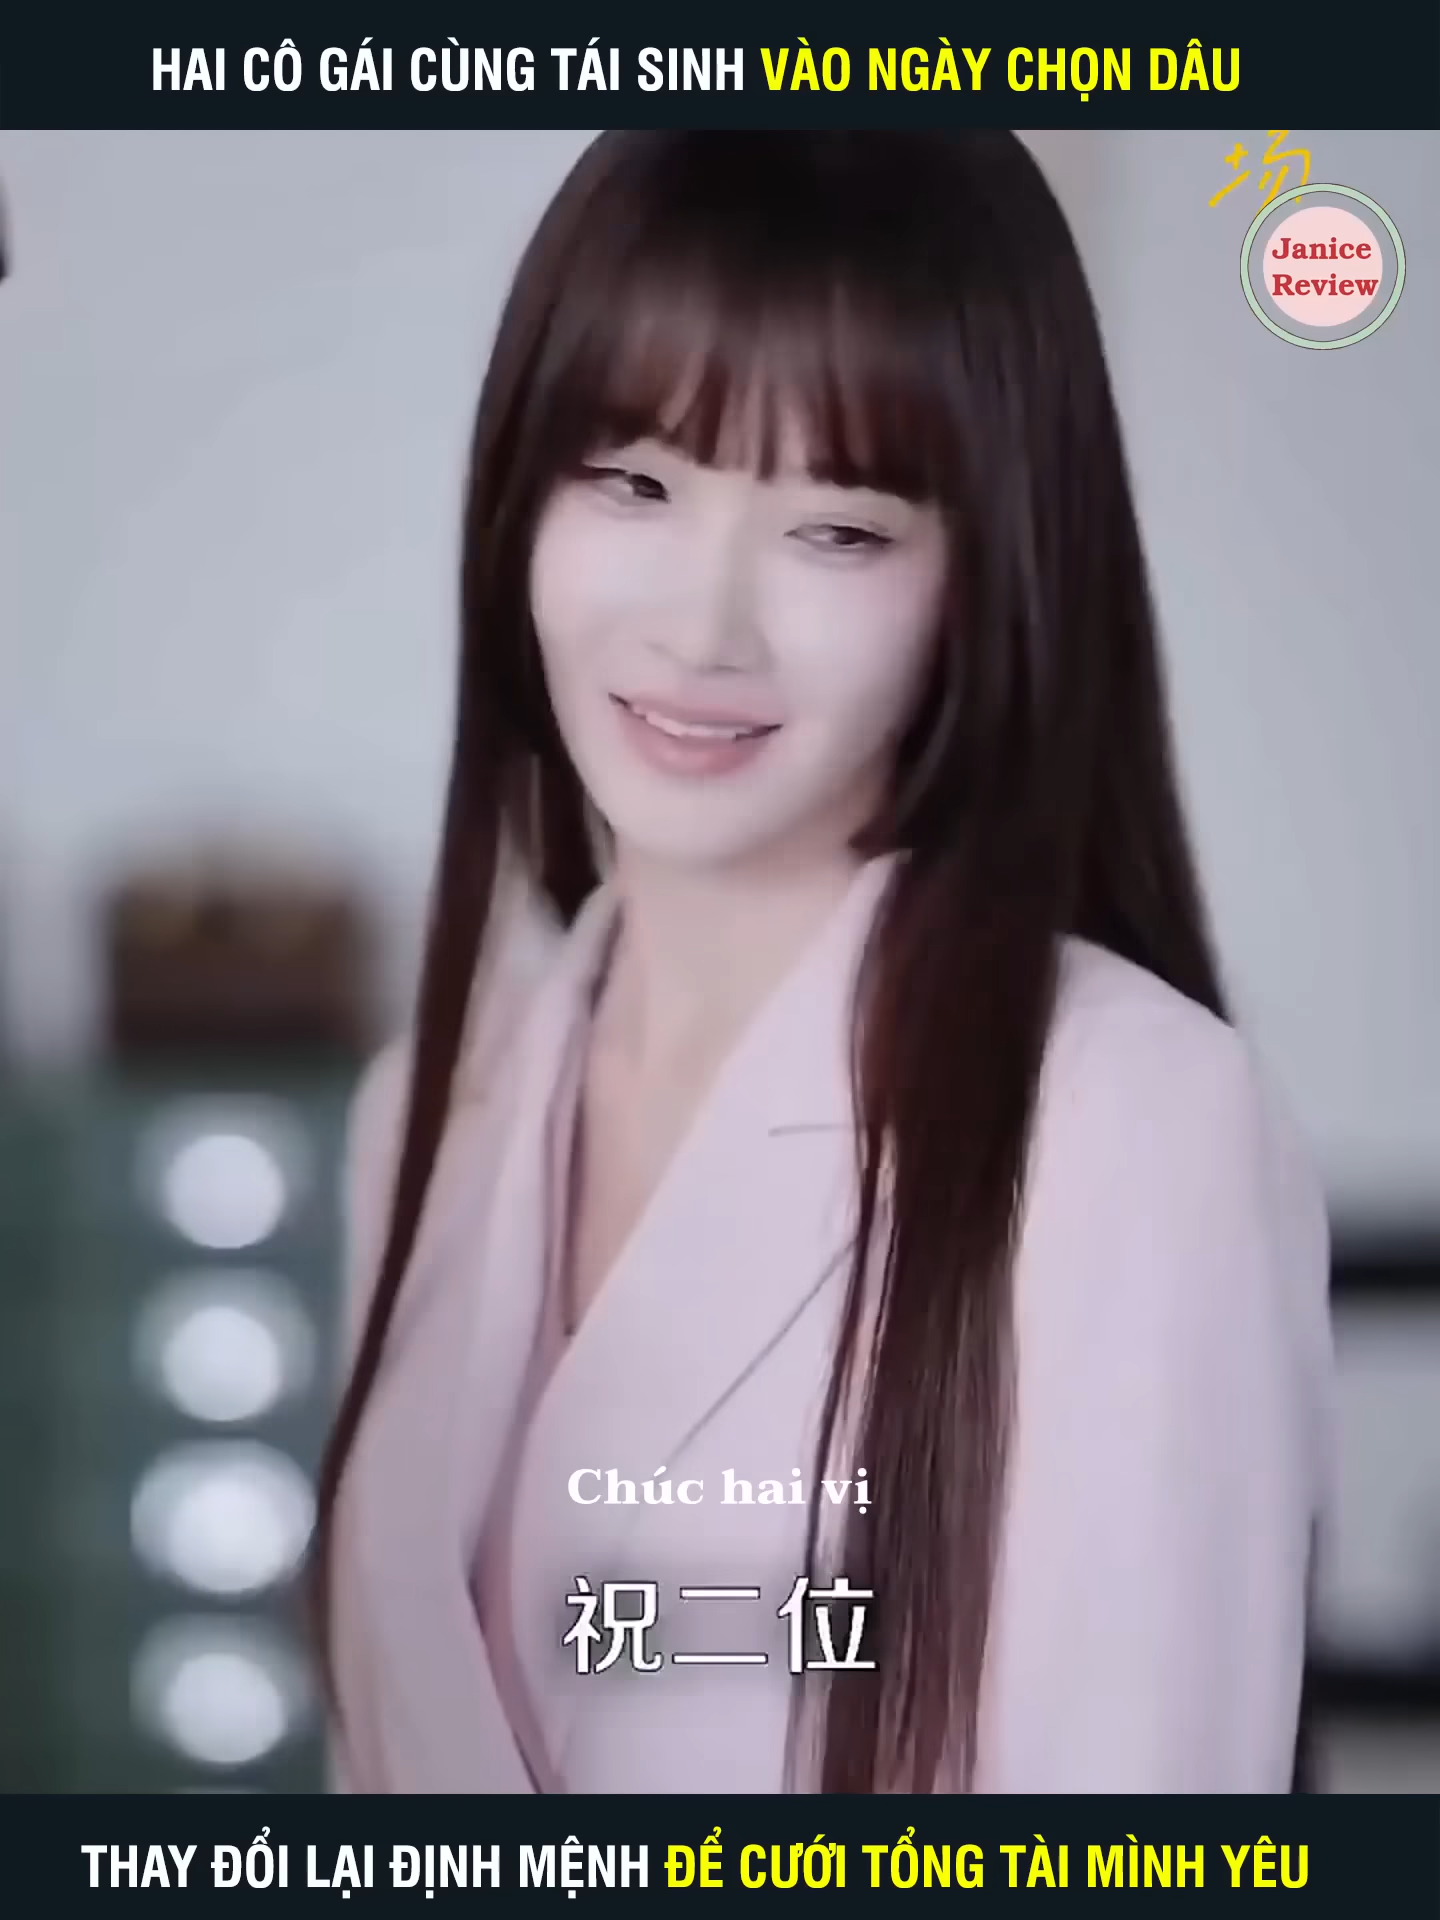 HAI CÔ GÁI CÙNG TÁI SINH VÀO NGÀY CHỌN DÂU
场
Janice
Review
Chúc hai vị
祝二位
THAY ĐỔI LẠI ĐỊNH MỆNH ĐỂ CƯỚI TỔNG TÀI MÌNH YÊU